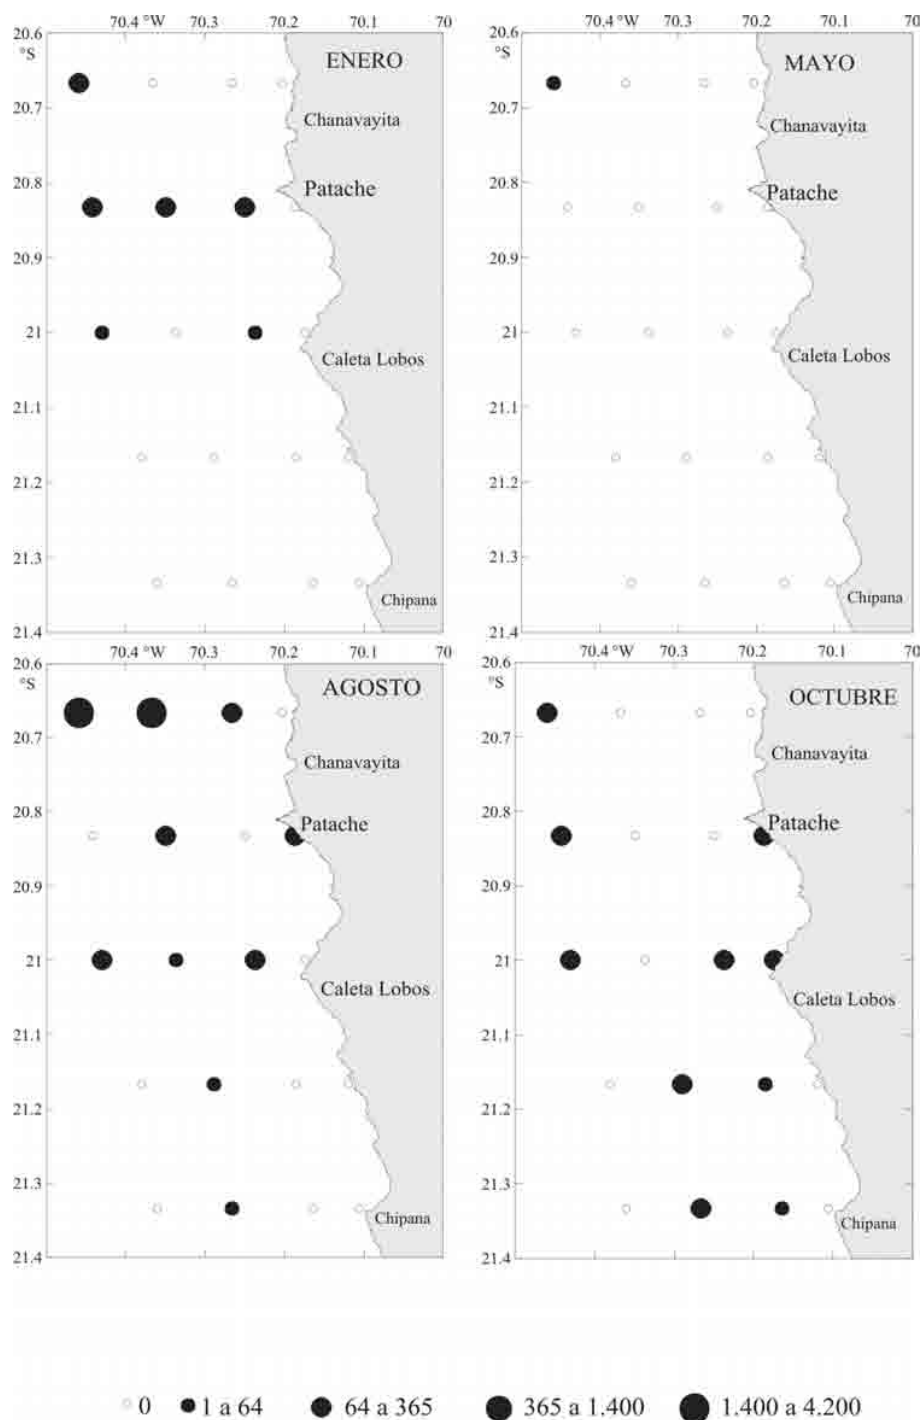 70.4 °W 70.3 70.2 70.1 70
20.6
°S
ENERO
20.7
Chanavayita
20.8
Patache
20.9
21
Caleta Lobos
21.1
21.2
21.3
Chipana
21.4
70.4 °W 70.3 70.2 70.1 70
20.6
°S
MAYO
20.7
Chanavayita
20.8
Patache
20.9
21
Caleta Lobos
21.1
21.2
21.3
Chipana
21.4
70.4 °W 70.3 70.2 70.1 70
20.6
°S
AGOSTO
20.7
Chanavayita
20.8
Patache
20.9
21
Caleta Lobos
21.1
21.2
21.3
Chipana
21.4
70.4 °W 70.3 70.2 70.1 70
20.6
°S
OCTUBRE
20.7
Chanavayita
20.8
Patache
20.9
21
Caleta Lobos
21.1
21.2
21.3
Chipana
21.4
0 1 a 64 64 a 365 365 a 1.400 1.400 a 4.200